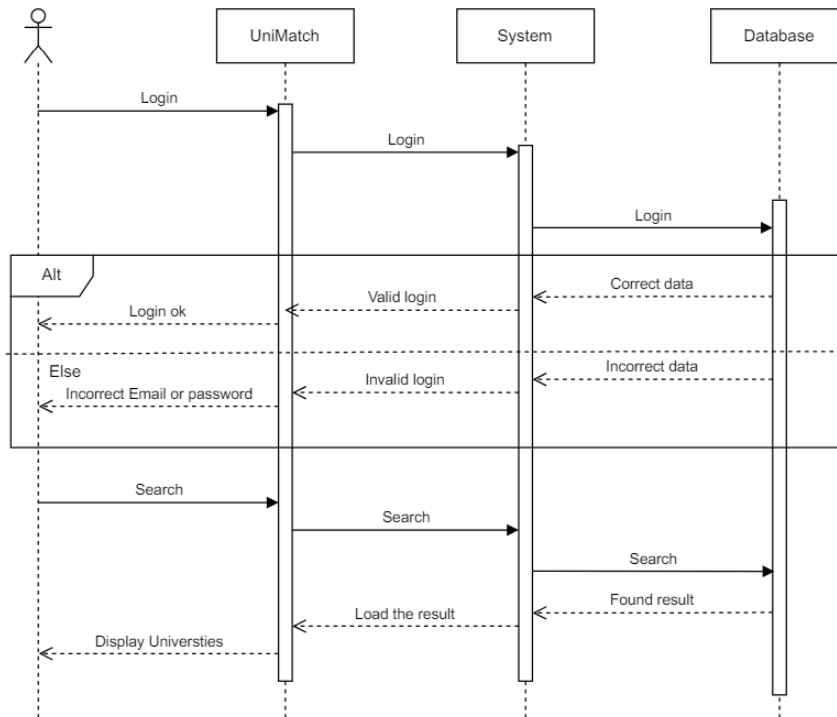 UniMatch
System
Database
Login
Login
Login
Alt
Correct data
Valid login
Login ok
Else
Incorrect data
Invalid login
Incorrect Email or password
Search
Search
Search
Found result
Load the result
Display Universties